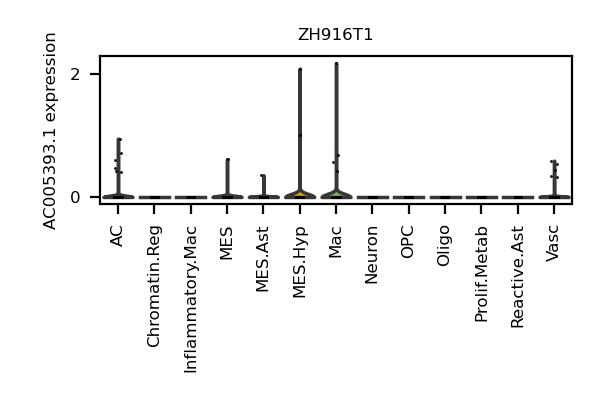 ZH916T1
AC005393.1 expression
2
0
AC
Chromatin.Reg
Inflammatory.Mac
MES
MES.Ast
MES.Hyp
Mac
Neuron
OPC
Oligo
Prolif.Metab
Reactive.Ast
Vasc